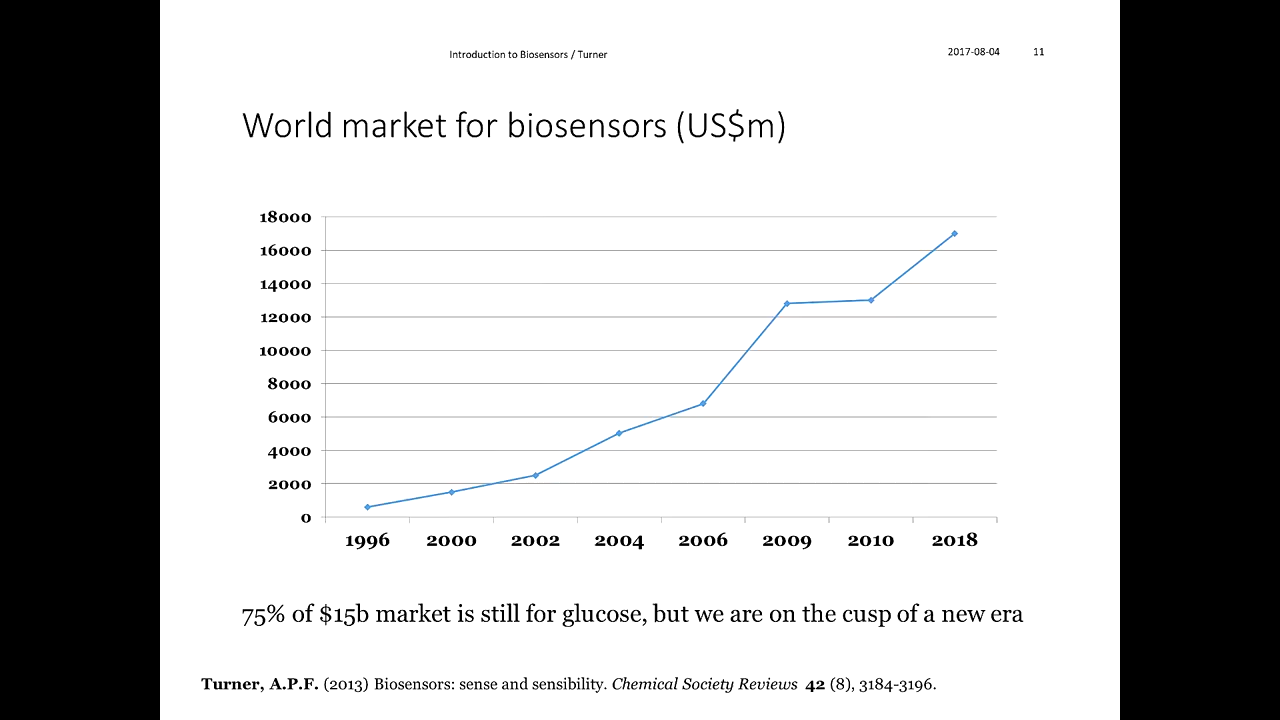 Introduction to Biosensors / Turner
2017-08-04
11
World market for biosensors (US$m)
18000
16000
14000
12000
10000
8000
6000
4000
2000
0
1996 2000 2002 2004 2006 2009 2010 2018
75% of $15b market is still for glucose, but we are on the cusp of a new era
Turner, A.P.F. (2013) Biosensors: sense and sensibility. Chemical Society Reviews 42 (8), 3184-3196.